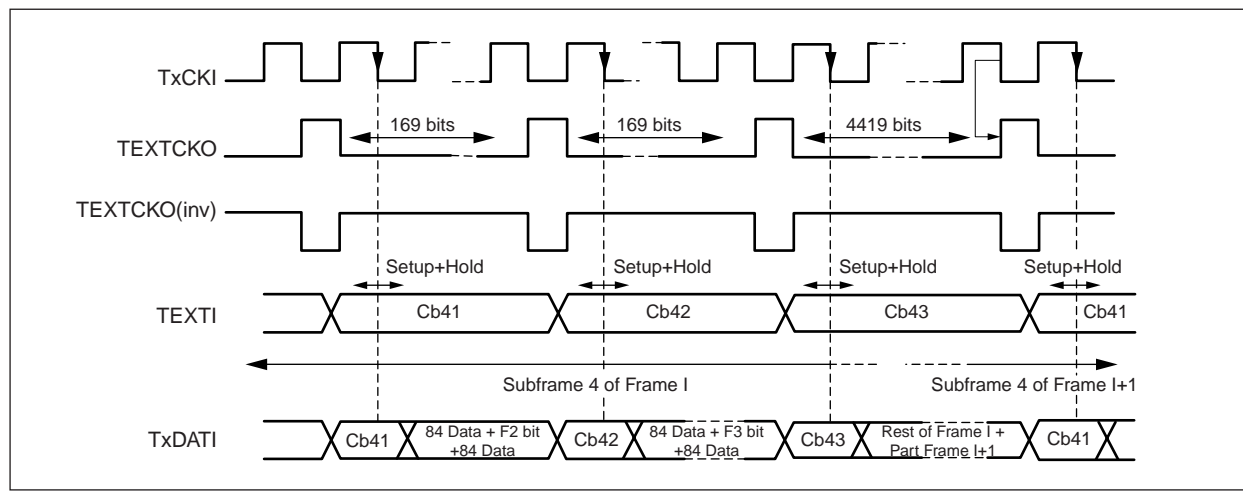 TxCKI
169 bits 169 bits 4419 bits
TEXTCKO
TEXTCKO(inv)
Setup+Hold Setup+Hold Setup+Hold Setup+Hold
TEXTI Cb41 Cb42 Cb43 Cb41
Subframe 4 of Frame I Subframe 4 of Frame I+1
TxDATI Cb41 84 Data + F2 bit Cb42 84 Data + F3 bit Cb43 Rest of Frame I + Cb41
+84 Data +84 Data Part Frame I+1